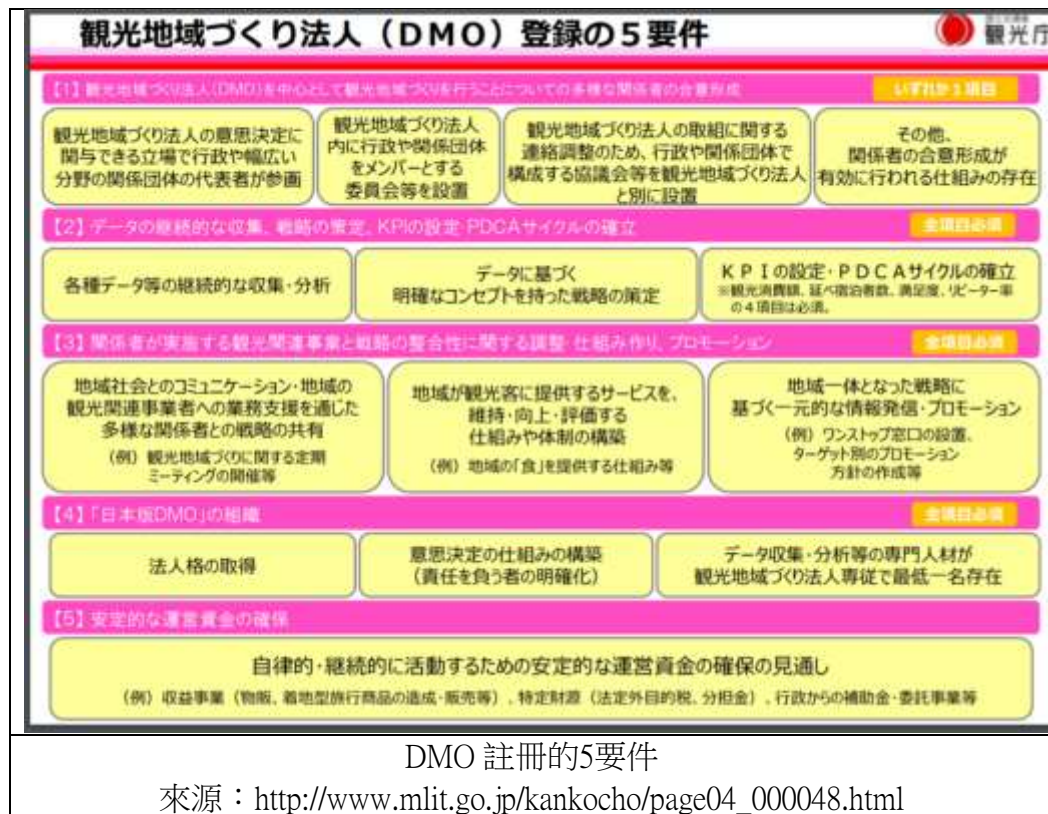 観光地域づくり法人（DMO）登録の５要件
観光庁
【1】観光地域づくり法人(DMO)を中心として観光地域づくりを行うことについての多様な関係者の合意形成
いずれか１項目
観光地域づくり法人の意思決定に
関与できる立場で行政や幅広い
分野の関係団体の代表者が参画
観光地域づくり法人
内に行政や関係団体
をメンバーとする
委員会等を設置
観光地域づくり法人の取組に関する
連絡調整のため、行政や関係団体で
構成する協議会等を観光地域づくり法人
と別に設置
その他、
関係者の合意形成が
有効に行われる仕組みの存在
【2】データの継続的な収集、戦略の策定、KPIの設定・PDCAサイクルの確立
全項目必須
各種データ等の継続的な収集・分析
データに基づく
明確なコンセプトを持った戦略の策定
ＫＰＩの設定・ＰＤＣＡサイクルの確立
※観光消費額、延べ宿泊者数、満足度、リピーター率
の４項目は必須。
【3】関係者が実施する観光関連事業と戦略の整合性に関する調整・仕組み作り、プロモーション
全項目必須
地域社会とのコミュニケーション・地域の
観光関連事業者への業務支援を通じた
多様な関係者との戦略の共有
（例）観光地域づくりに関する定期
ミーティングの開催等
地域が観光客に提供するサービスを、
維持・向上・評価する
仕組みや体制の構築
（例）地域の「食」を提供する仕組み等
地域一体となった戦略に
基づく一元的な情報発信・プロモーション
（例）ワンストップ窓口の設置、
ターゲット別のプロモーション
方針の作成等
【4】「日本版DMO」の組織
全項目必須
法人格の取得
意思決定の仕組みの構築
（責任を負う者の明確化）
データ収集・分析等の専門人材が
観光地域づくり法人専従で最低一名存在
【5】安定的な運営資金の確保
自律的・継続的に活動するための安定的な運営資金の確保の見通し
（例）収益事業（物販、着地型旅行商品の造成・販売等）、特定財源（法定外目的税、分担金）、行政からの補助金・委託事業等
DMO 註冊的5要件
來源：http://www.mlit.go.jp/kankocho/page04_000048.html